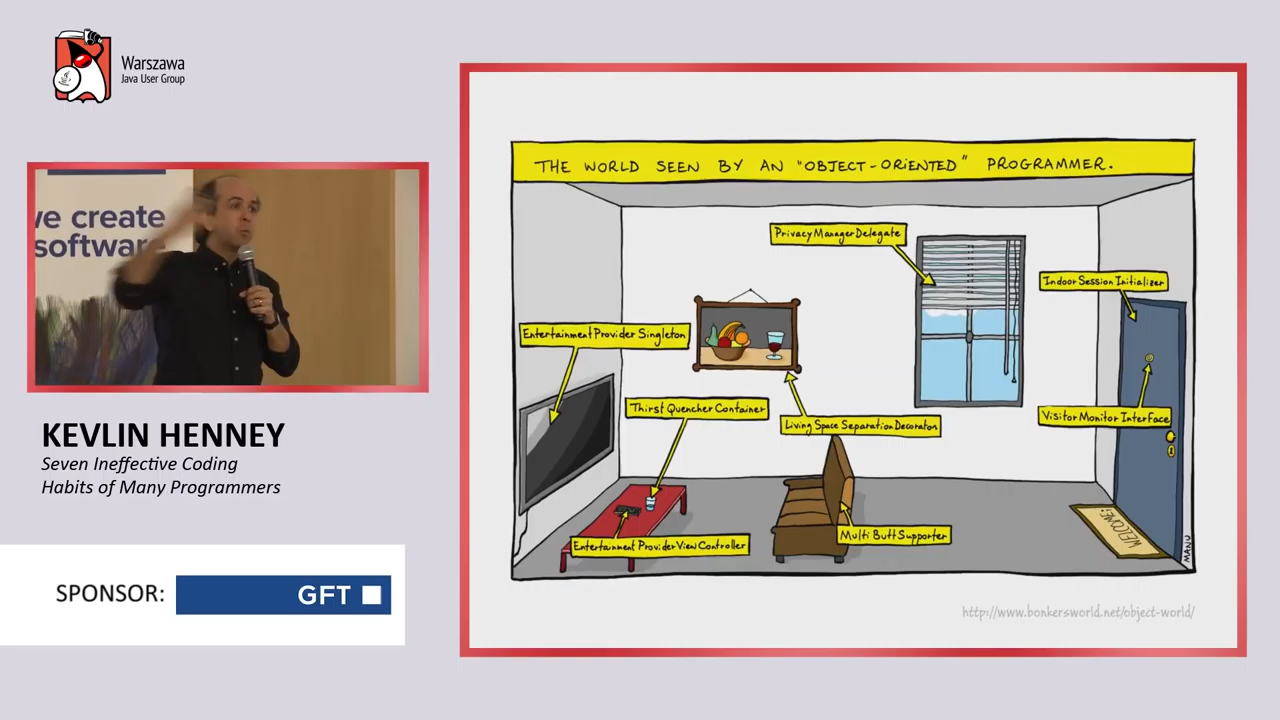 Warszawa
Java User Group
we create
software
KEVLIN HENNEY
Seven Ineffective Coding
Habits of Many Programmers
SPONSOR:
GFT
THE WORLD SEEN BY AN "OBJECT-ORIENTED" PROGRAMMER.
PrivacyManagerDelegate
Indoor Session Initializer
Entertainment Provider Singleton
Thirst Quencher Container
Living Space Separation Decorator
Visitor Monitor Interface
Multi Butt Supporter
Entertainment Provider View Controller
WELCOME!
MANU
http://www.bonkersworld.net/object-world/